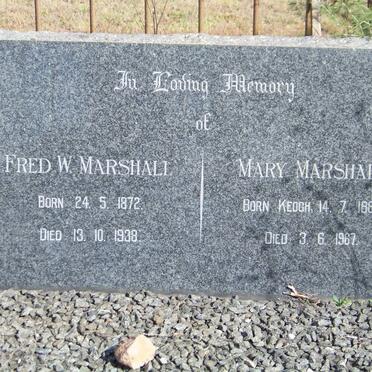 In Loving Memory
of
FRED W. MARSHALL
BORN 24. 5. 1872.
DIED 13. 10. 1938.
MARY
BORN KEOGH. 14. 7.
DIED 3. 6. 1967.